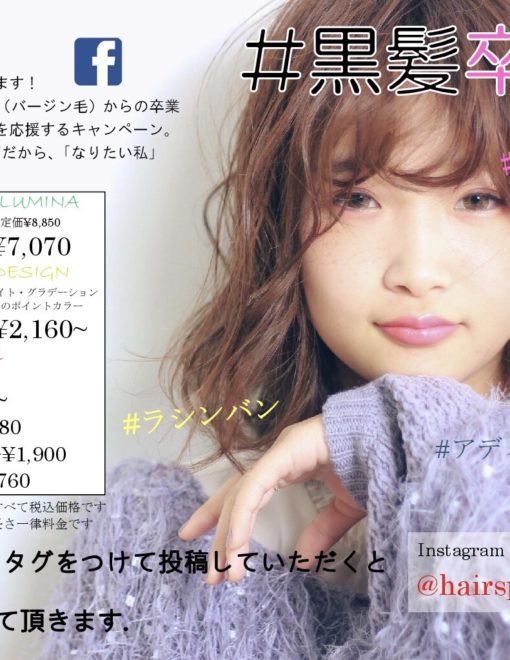 #黒髪卒
ます！
（バージン毛）からの卒業
を応援するキャンペーン。
だから、「なりたい私」
LUMINA
定価¥8,850
¥7,070
DESIGN
イト・グラデーション
のポイントカラー
¥2,160~
~
80
¥1,900
760
すべて税込価格です
長さ一律料金です
#ラシンバン
#アデ
タグをつけて投稿していただくと
て頂きます.
Instagram
@hairsp